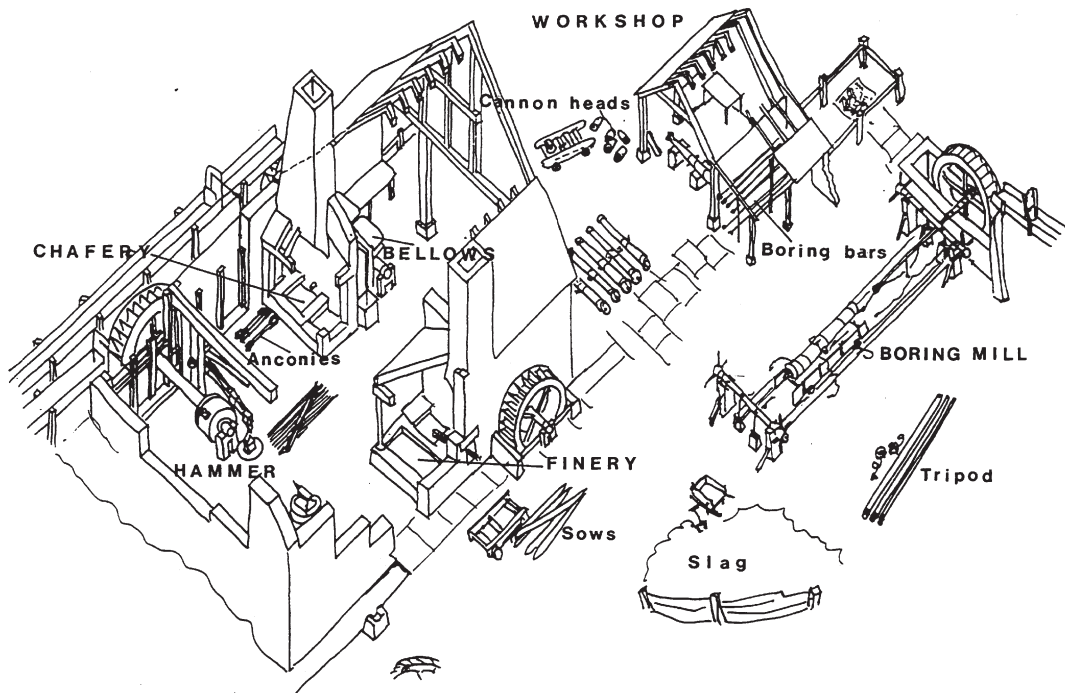 WORKSHOP
Cannon heads
CHAFERY
BELLOWS
Boring bars
Anconies
BORING MILL
HAMMER
FINERY
Tripod
Sows
Slag